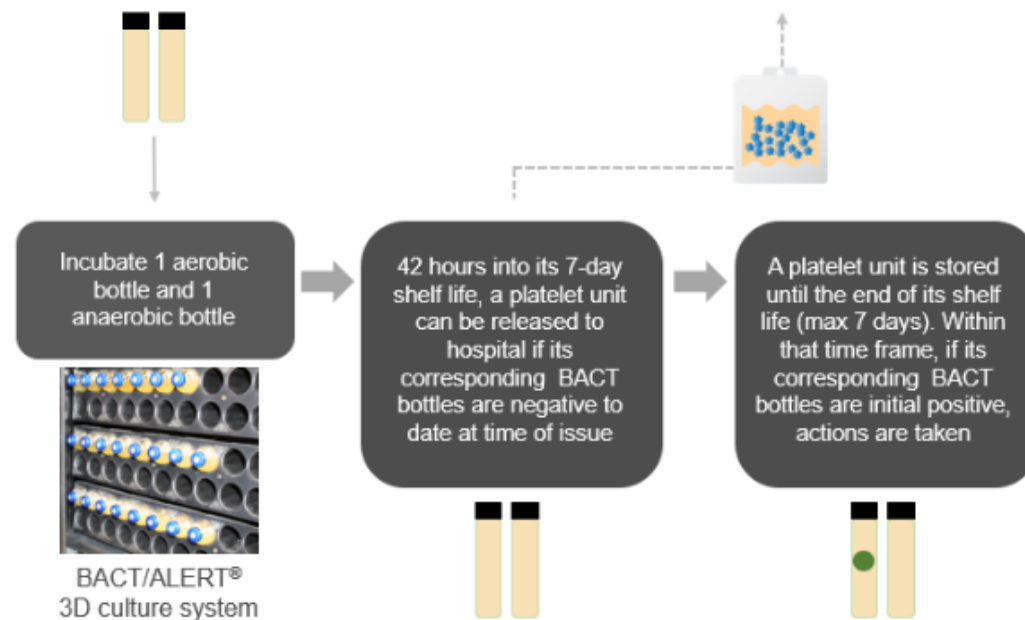 Incubate 1 aerobic
bottle and 1
anaerobic bottle
42 hours into its 7-day
shelf life, a platelet unit
can be released to
hospital if its
corresponding BACT
bottles are negative to
date at time of issue
A platelet unit is stored
until the end of its shelf
life (max 7 days). Within
that time frame, if its
corresponding BACT
bottles are initial positive,
actions are taken
BACT/ALERT®
3D culture system